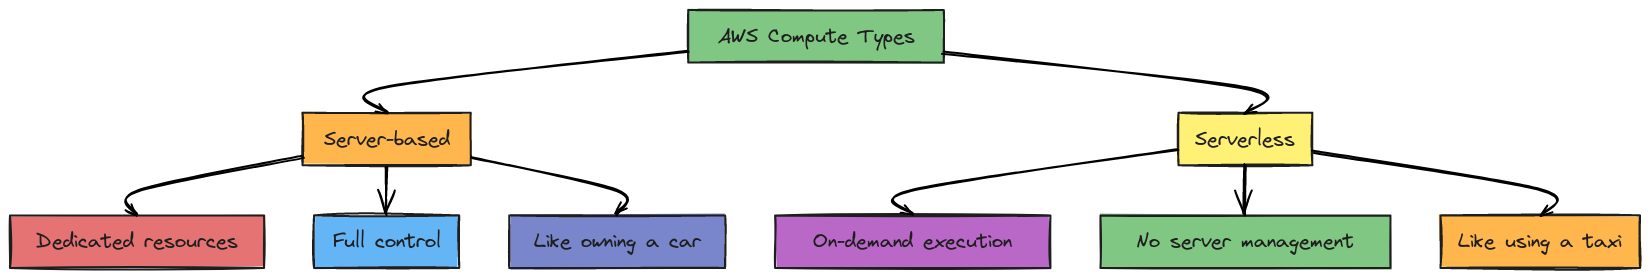 AWS Compute Types
Server-based
Serverless
Dedicated resources
Full control
Like owning a car
On-demand execution
No server management
Like using a taxi